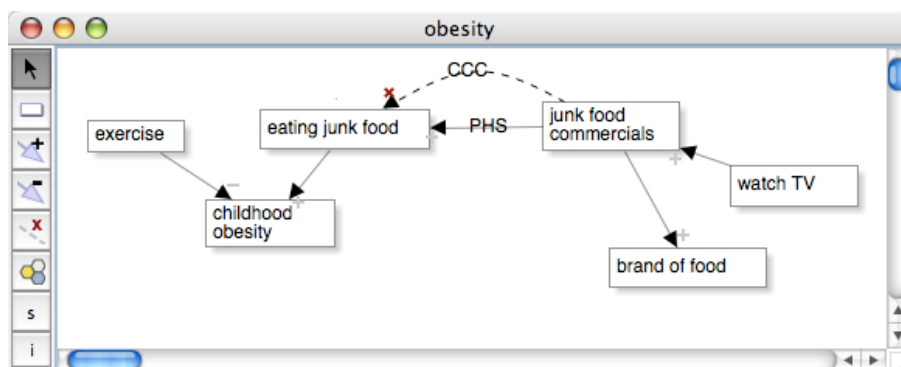 obesity
CCC
exercise
eating junk food
PHS
junk food
commercials
watch TV
childhood
obesity
brand of food
s
i